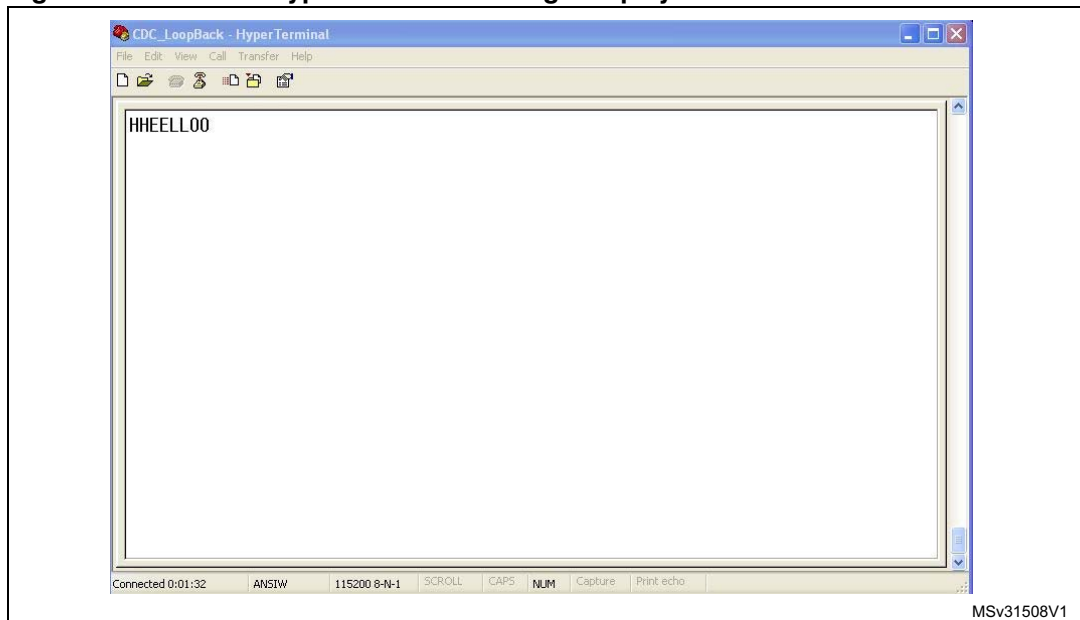 CDC_LoopBack - HyperTerminal
File Edit View Call Transfer Help
HHEELLOO
Connected 0:01:32 ANSIW 115200 8-N-1 SCROLL CAPS NUM Capture Print echo
MSv31508V1